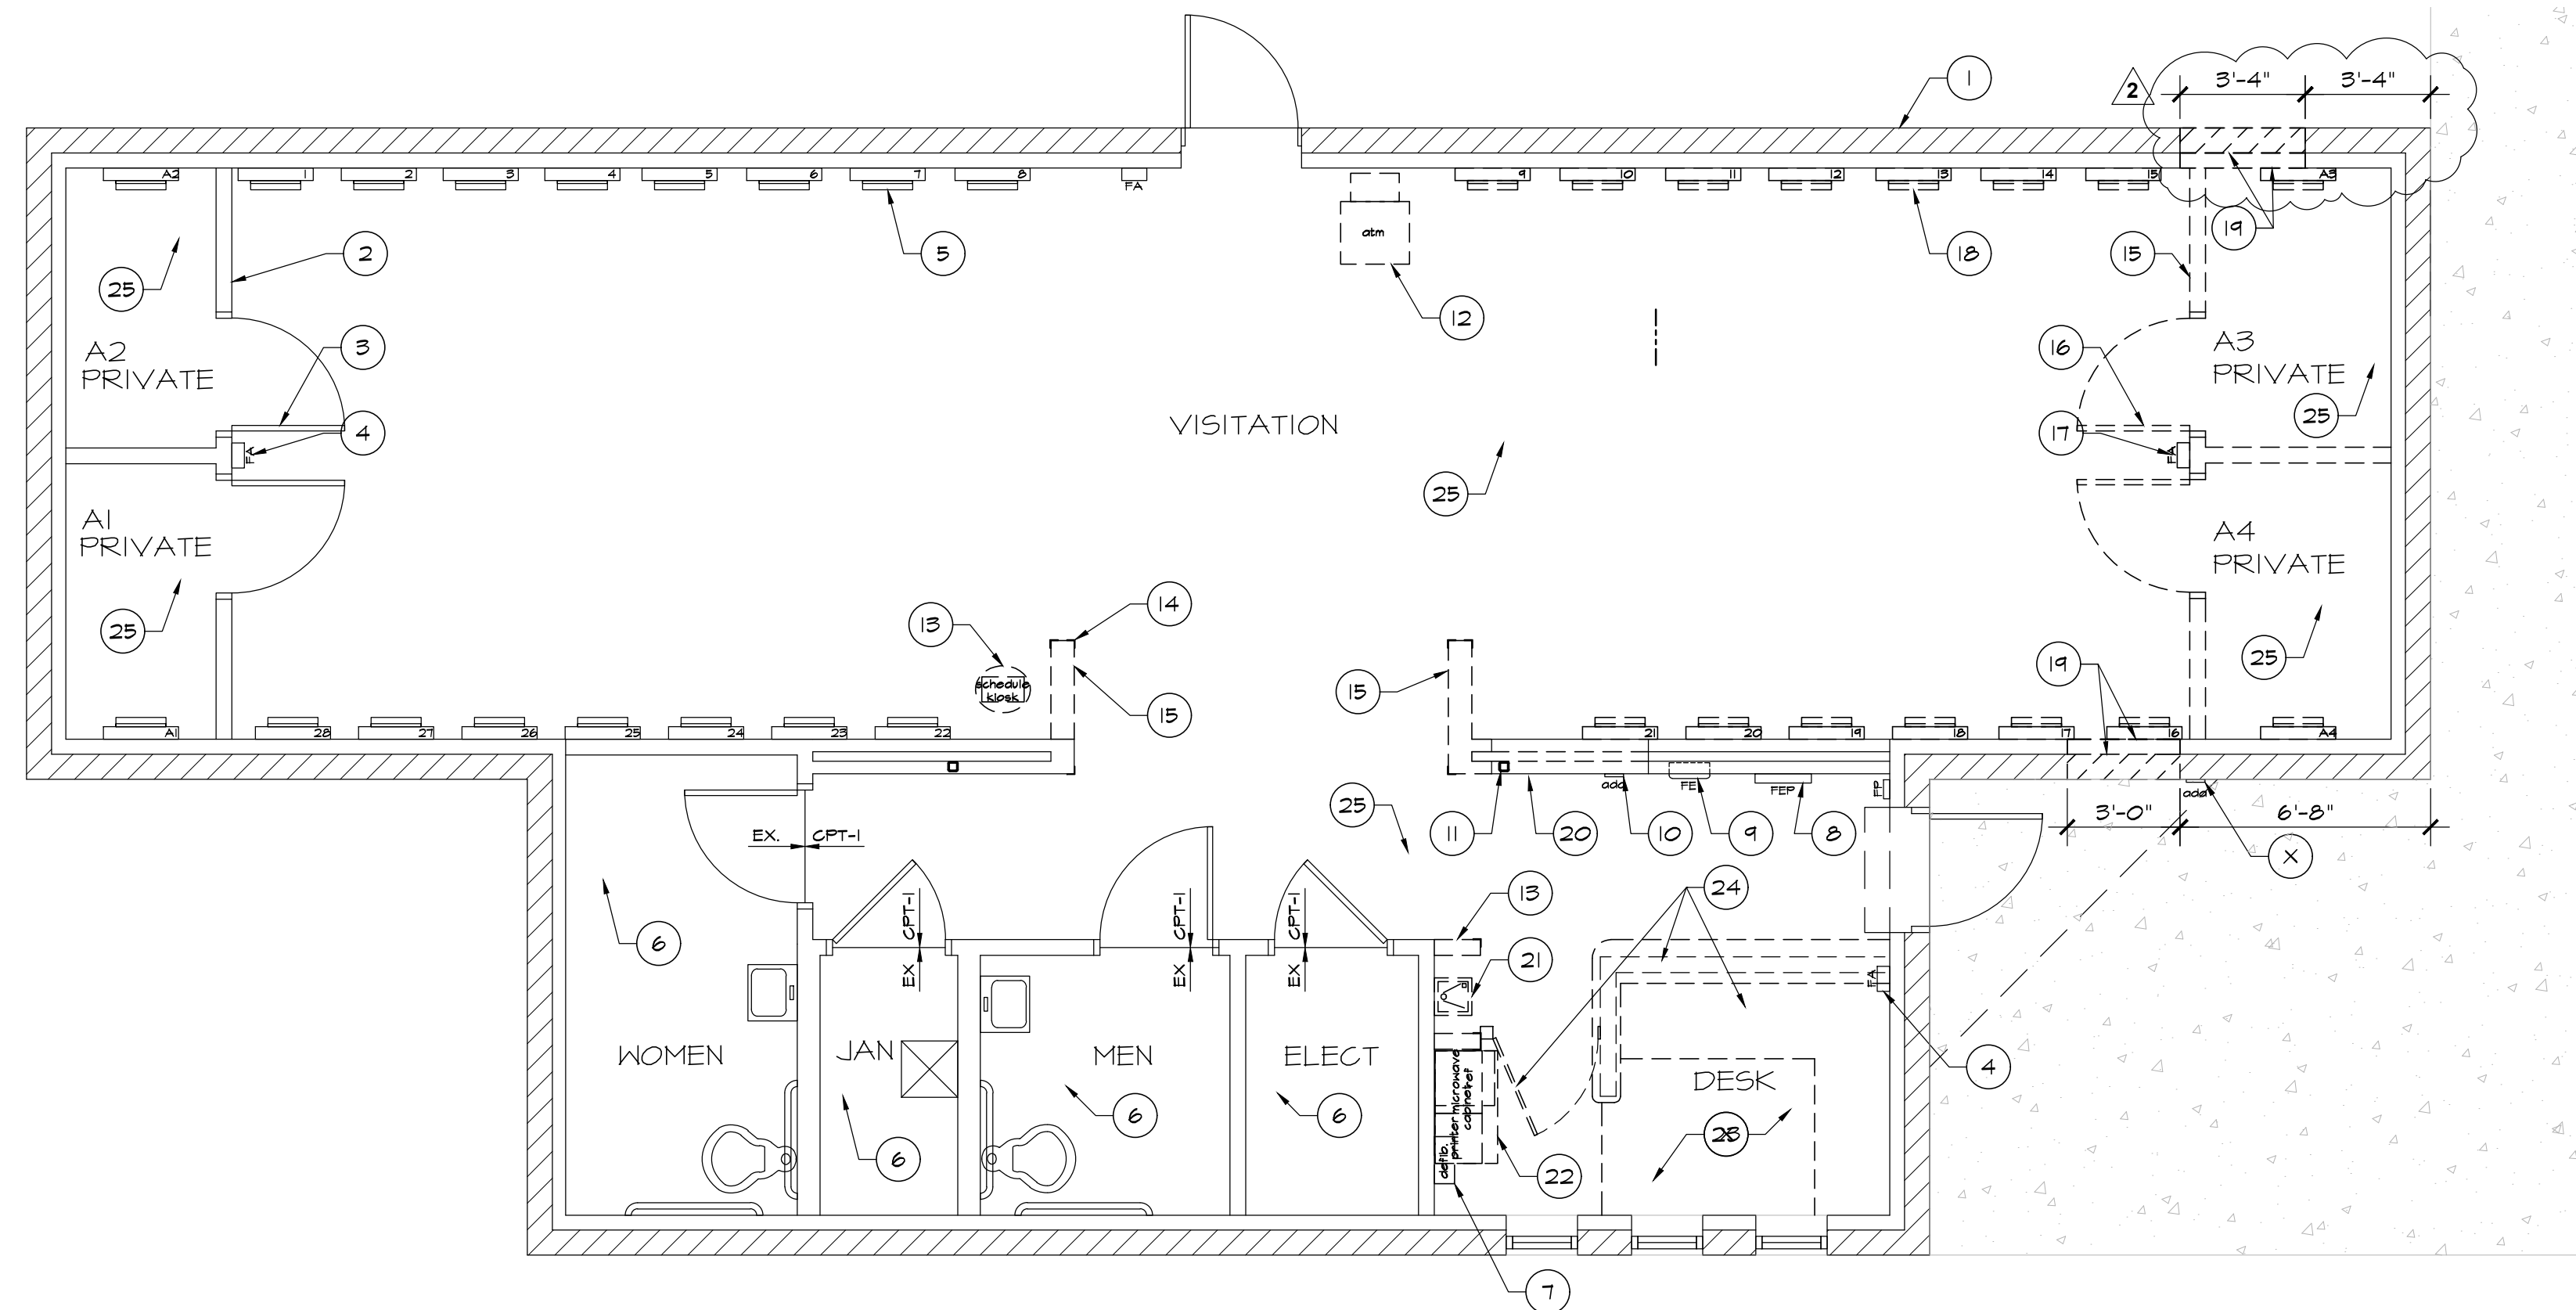 1
2
3'-4"
3'-4"
A2
1
2
3
4
5
6
7
8
FA
9
10
11
12
13
14
15
A3
atm
19
2
5
18
15
25
12
3
A2
PRIVATE
16
A3
PRIVATE
4
FA
VISITATION
17
FA
25
25
A1
PRIVATE
A4
PRIVATE
13
14
25
schedule
kiosk
15
15
19
25
A1
28
27
26
25
24
23
22
21
20
19
18
17
16
A4
ada
FE
FEP
FP
ada
25
11
20
10
9
8
3'-0"
6'-8"
EX.
CPT-1
X
CPT-1
EX
CPT-1
EX
CPT-1
EX
13
24
6
21
FA
WOMEN
JAN
MEN
ELECT
DESK
4
printer microwave
cabinet ref
defib.
6
6
6
22
7